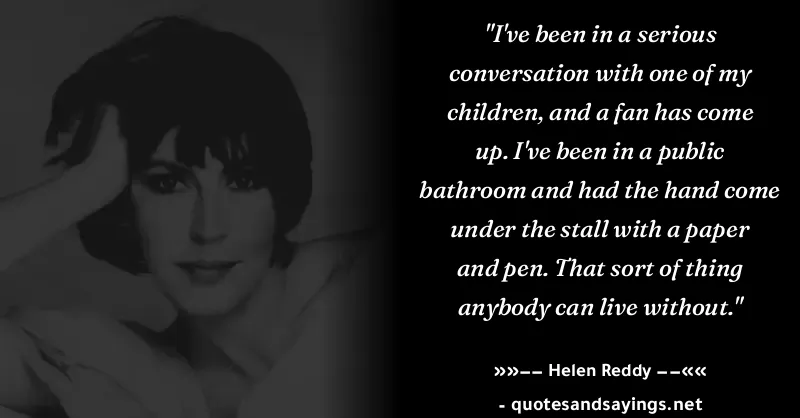 "I've been in a serious
conversation with one of my
children, and a fan has come
up. I've been in a public
bathroom and had the hand come
under the stall with a paper
and pen. That sort of thing
anybody can live without."
»»–– Helen Reddy ––««
- quotesandsayings.net